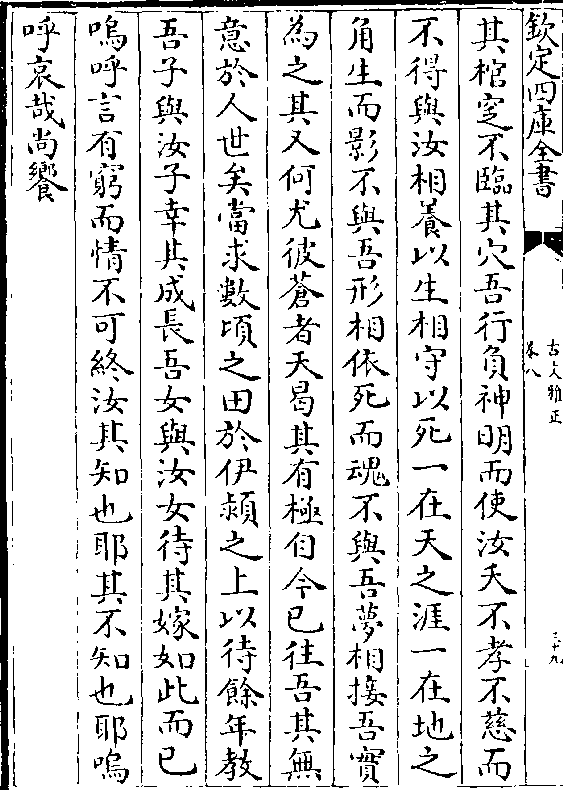 欽定四庫全書
古文雅正
卷八
三十九
其棺窆不臨其穴吾行負神明而使汝夭不孝不慈而
不得與汝相養以生相守以死一在天之涯一在地之
角生而影不與吾形相依死而魂不與吾夢相接吾實
為之其又何尤彼蒼者天曷其有極自今已往吾其無
意於人世矣當求數頃之田於伊潁之上以待餘年教
吾子與汝子幸其成長吾女與汝女待其嫁如此而已
嗚呼言有窮而情不可終汝其知也耶其不知也耶嗚
呼哀哉尚饗